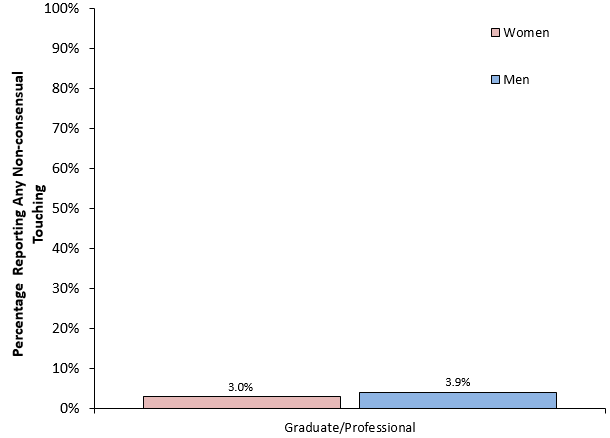 100%
90%
80%
70%
60%
50%
40%
30%
20%
10%
0%
Percentage Reporting Any Non-consensual
Touching
Women
Men
3.0%
3.9%
Graduate/Professional